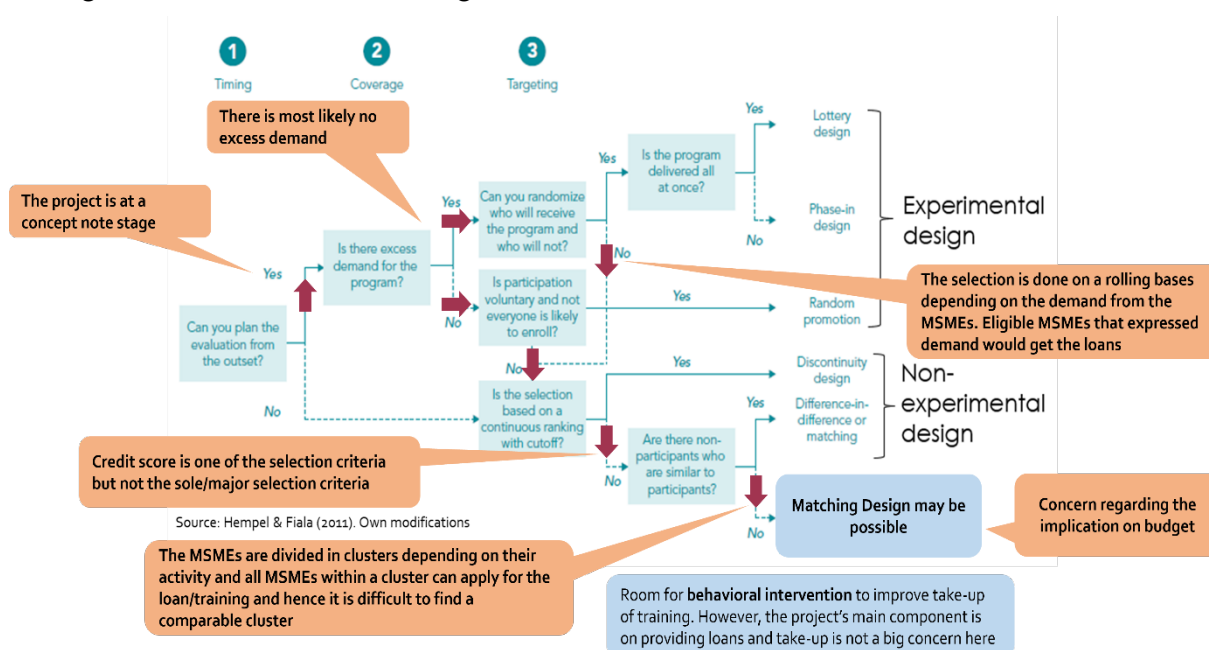 1
2
3
Timing
Coverage
Targeting
There is most likely no
excess demand
The project is at a
concept note stage
Yes
Is there excess
demand for the
program?
Can you plan the
evaluation from
the outset?
No
Yes
No
Can you randomize
who will receive
the program and
who will not?
Is participation
voluntary and not
everyone is likely
to enroll?
No
Is the selection
based on a
continuous ranking
with cutoff?
Yes
No
Is the program
delivered all
at once?
Yes
No
Lottery
design
Phase-in
design
Yes
Random
promotion
Experimental
design
The selection is done on a rolling bases
depending on the demand from the
MSMEs. Eligible MSMEs that expressed
demand would get the loans
Yes
Discontinuity
design
No
Are there non-
participants who
are similar to
participants?
Yes
Difference-in-
difference or
matching
Non-
experimental
design
No
Matching Design may be
possible
Concern regarding the
implication on budget
Credit score is one of the selection criteria
but not the sole/major selection criteria
Source: Hempel & Fiala (2011). Own modifications
The MSMEs are divided in clusters depending on their
activity and all MSMEs within a cluster can apply for the
loan/training and hence it is difficult to find a
comparable cluster
Room for behavioral intervention to improve take-up
of training. However, the project's main component is
on providing loans and take-up is not a big concern here